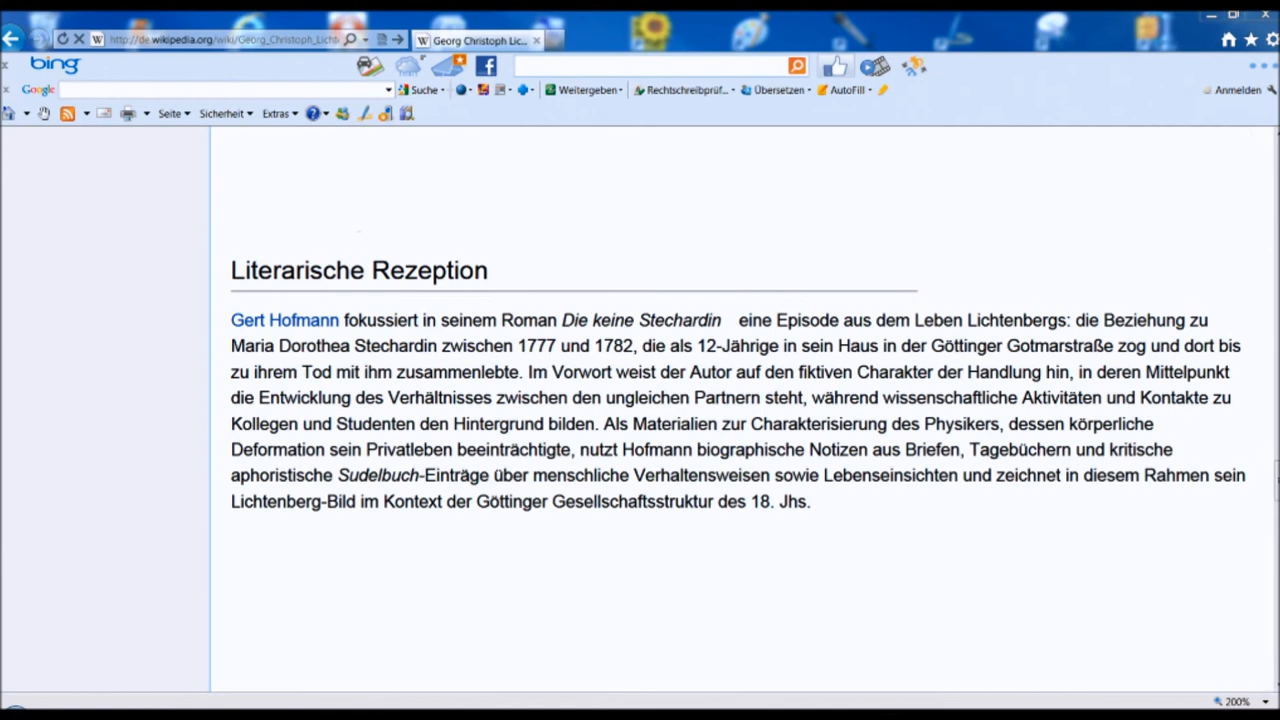 http://de.wikipedia.org/wiki/Georg_Christoph_Licht
Georg Christoph Lic...
bing
Google
Suche
Weitergeben
Rechtschreibprüf...
Übersetzen
AutoFill
Anmelden
Seite
Sicherheit
Extras
Literarische Rezeption
Gert Hofmann fokussiert in seinem Roman Die keine Stechardin eine Episode aus dem Leben Lichtenbergs: die Beziehung zu
Maria Dorothea Stechardin zwischen 1777 und 1782, die als 12-Jährige in sein Haus in der Göttinger Gotmarstraße zog und dort bis
zu ihrem Tod mit ihm zusammenlebte. Im Vorwort weist der Autor auf den fiktiven Charakter der Handlung hin, in deren Mittelpunkt
die Entwicklung des Verhältnisses zwischen den ungleichen Partnern steht, während wissenschaftliche Aktivitäten und Kontakte zu
Kollegen und Studenten den Hintergrund bilden. Als Materialien zur Charakterisierung des Physikers, dessen körperliche
Deformation sein Privatleben beeinträchtigte, nutzt Hofmann biographische Notizen aus Briefen, Tagebüchern und kritische
aphoristische Sudelbuch-Einträge über menschliche Verhaltensweisen sowie Lebenseinsichten und zeichnet in diesem Rahmen sein
Lichtenberg-Bild im Kontext der Göttinger Gesellschaftsstruktur des 18. Jhs.
200%